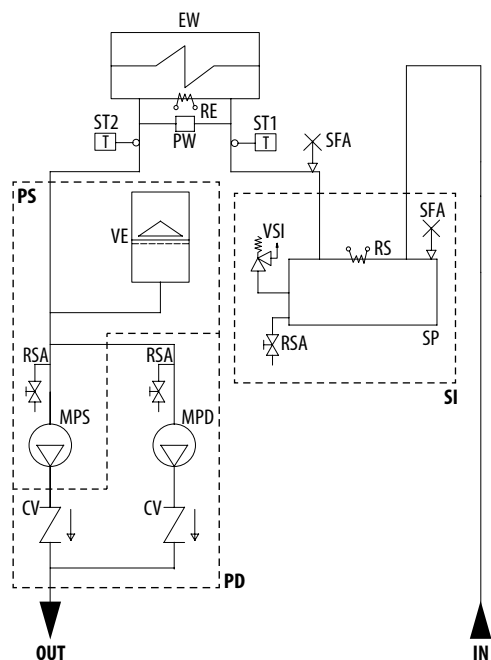 EW
RE
ST2
T
PW
ST1
T
SFA
PS
VE
VSI
RS
SFA
RSA
SP
SI
RSA
RSA
MPS
MPD
CV
CV
PD
OUT
IN